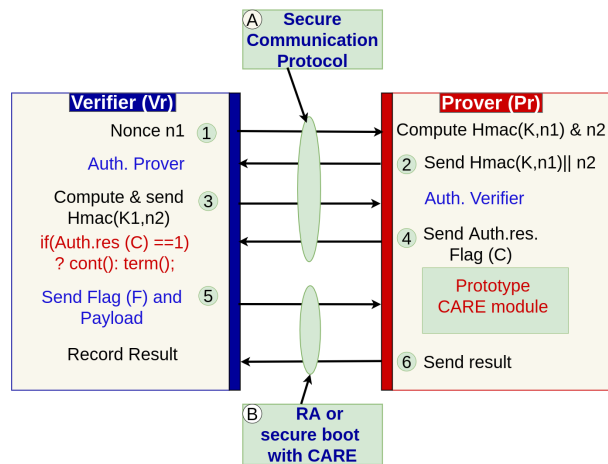 A Secure
Communication
Protocol
Verifier (Vr)
Nonce n1 1
Auth. Prover
Compute & send 3
Hmac(K1,n2)
if(Auth.res (C) ==1)
? cont(): term();
Send Flag (F) and 5
Payload
Record Result
Prover (Pr)
Compute Hmac(K,n1) & n2
2 Send Hmac(K,n1)|| n2
Auth. Verifier
4 Send Auth.res.
Flag (C)
Prototype
CARE module
6 Send result
B RA or
secure boot
with CARE